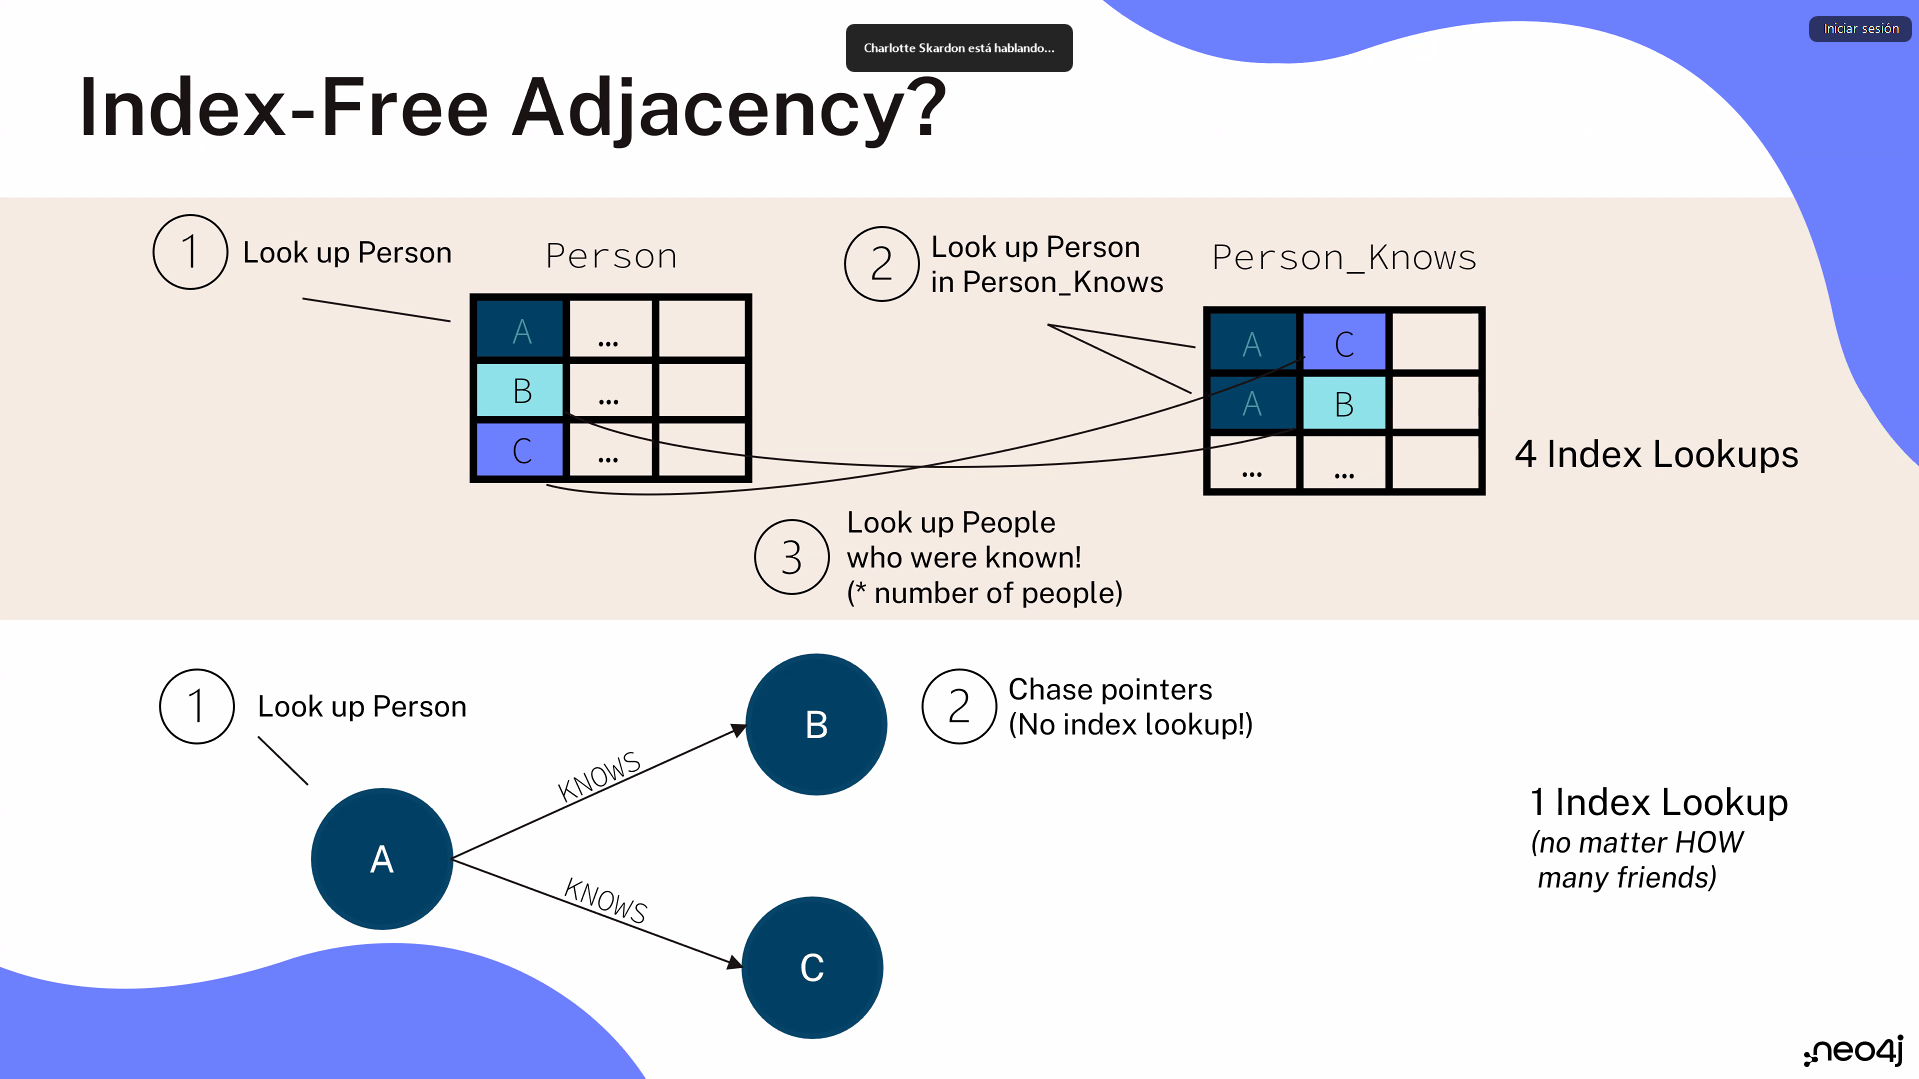 Charlotte Skardon está hablando...
Iniciar sesión
Index-Free Adjacency?
1
Look up Person
Person
A
...
B
...
C
...
2
Look up Person
in Person_Knows
Person_Knows
A
C
A
B
...
...
4 Index Lookups
3
Look up People
who were known!
(* number of people)
1
Look up Person
A
KNOWS
B
KNOWS
C
2
Chase pointers
(No index lookup!)
1 Index Lookup
(no matter HOW
many friends)
neo4j